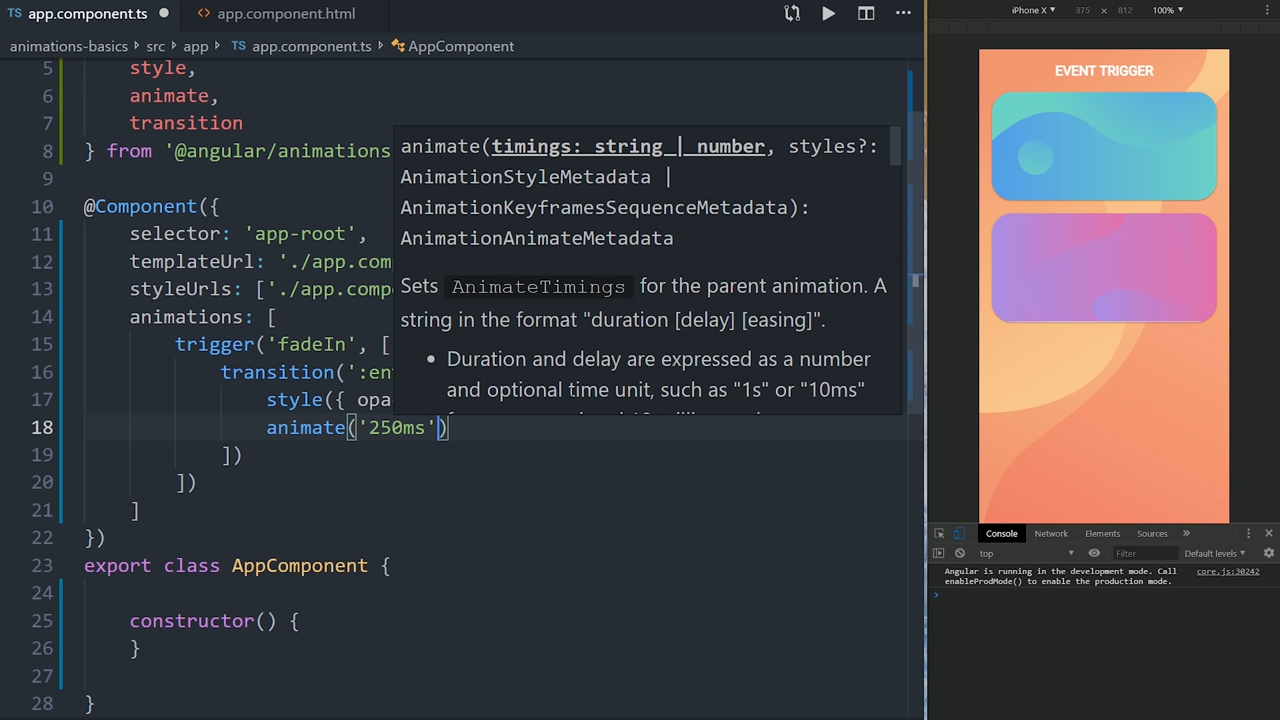 TS app.component.ts
<> app.component.html
animations-basics src app TS app.component.ts AppComponent
5 style,
6 animate,
7 transition
8 } from '@angular/animations
9
10 @Component({
11 selector: 'app-root',
12 templateUrl: './app.com
13 styleUrls: ['./app.compo
14 animations: [
15 trigger('fadeIn', [
16 transition(':en
17 style({ opa
18 animate('250ms')
19 ])
20 ])
21 ]
22 })
23 export class AppComponent {
24
25 constructor() {
26 }
27
28 }
animate(timings: string | number, styles?:
AnimationStyleMetadata |
AnimationKeyframesSequenceMetadata):
AnimationAnimateMetadata
Sets AnimateTimings for the parent animation. A
string in the format "duration [delay] [easing]".
• Duration and delay are expressed as a number
and optional time unit, such as "1s" or "10ms"
iPhone X 375 × 812 100%
EVENT TRIGGER
Console Network Elements Sources »
top Filter Default levels
Angular is running in the development mode. Call core.js:30242
enableProdMode() to enable the production mode.